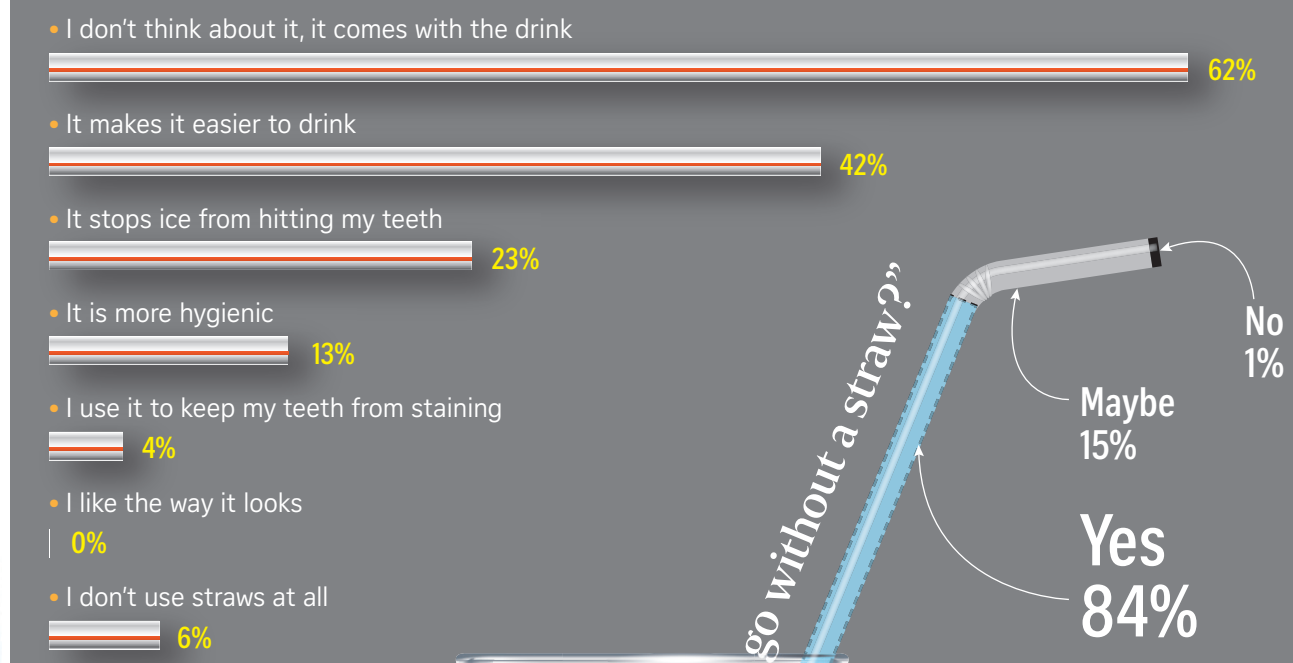 • I don't think about it, it comes with the drink
62%
• It makes it easier to drink
42%
• It stops ice from hitting my teeth
23%
• It is more hygienic
13%
• I use it to keep my teeth from staining
4%
• I like the way it looks
0%
• I don't use straws at all
6%
go without a straw?”
No
1%
Maybe
15%
Yes
84%